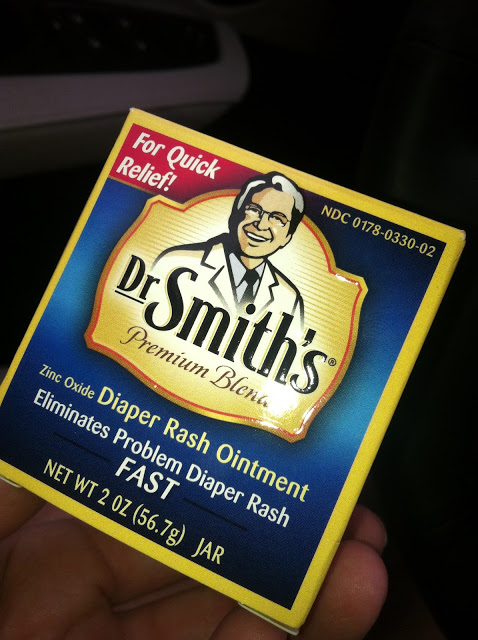 For Quick
Relief!
NDC 0178-0330-02
Dr Smith's®
Premium Blend
Zinc Oxide Diaper Rash Ointment
Eliminates Problem Diaper Rash
FAST
NET WT 2 OZ (56.7g) JAR